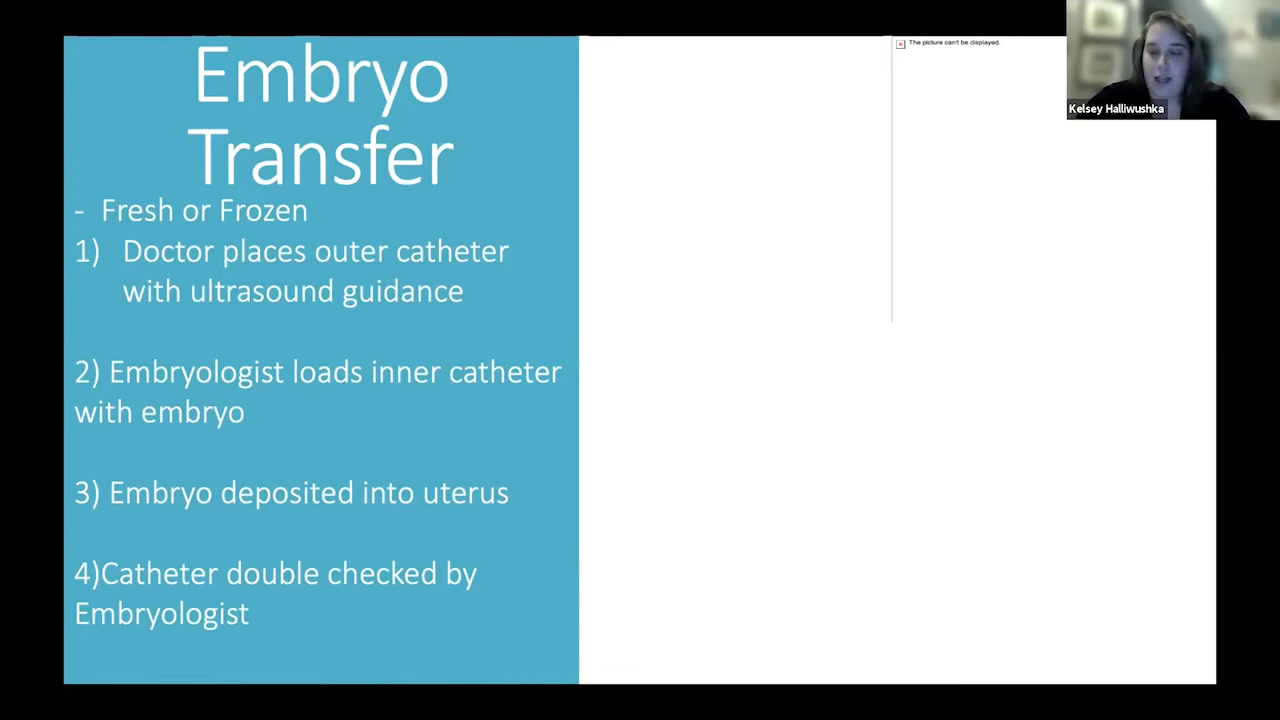 Embryo
Transfer
- Fresh or Frozen
1) Doctor places outer catheter
with ultrasound guidance
2) Embryologist loads inner catheter
with embryo
3) Embryo deposited into uterus
4)Catheter double checked by
Embryologist
The picture can't be displayed.
Kelsey Halliwushka